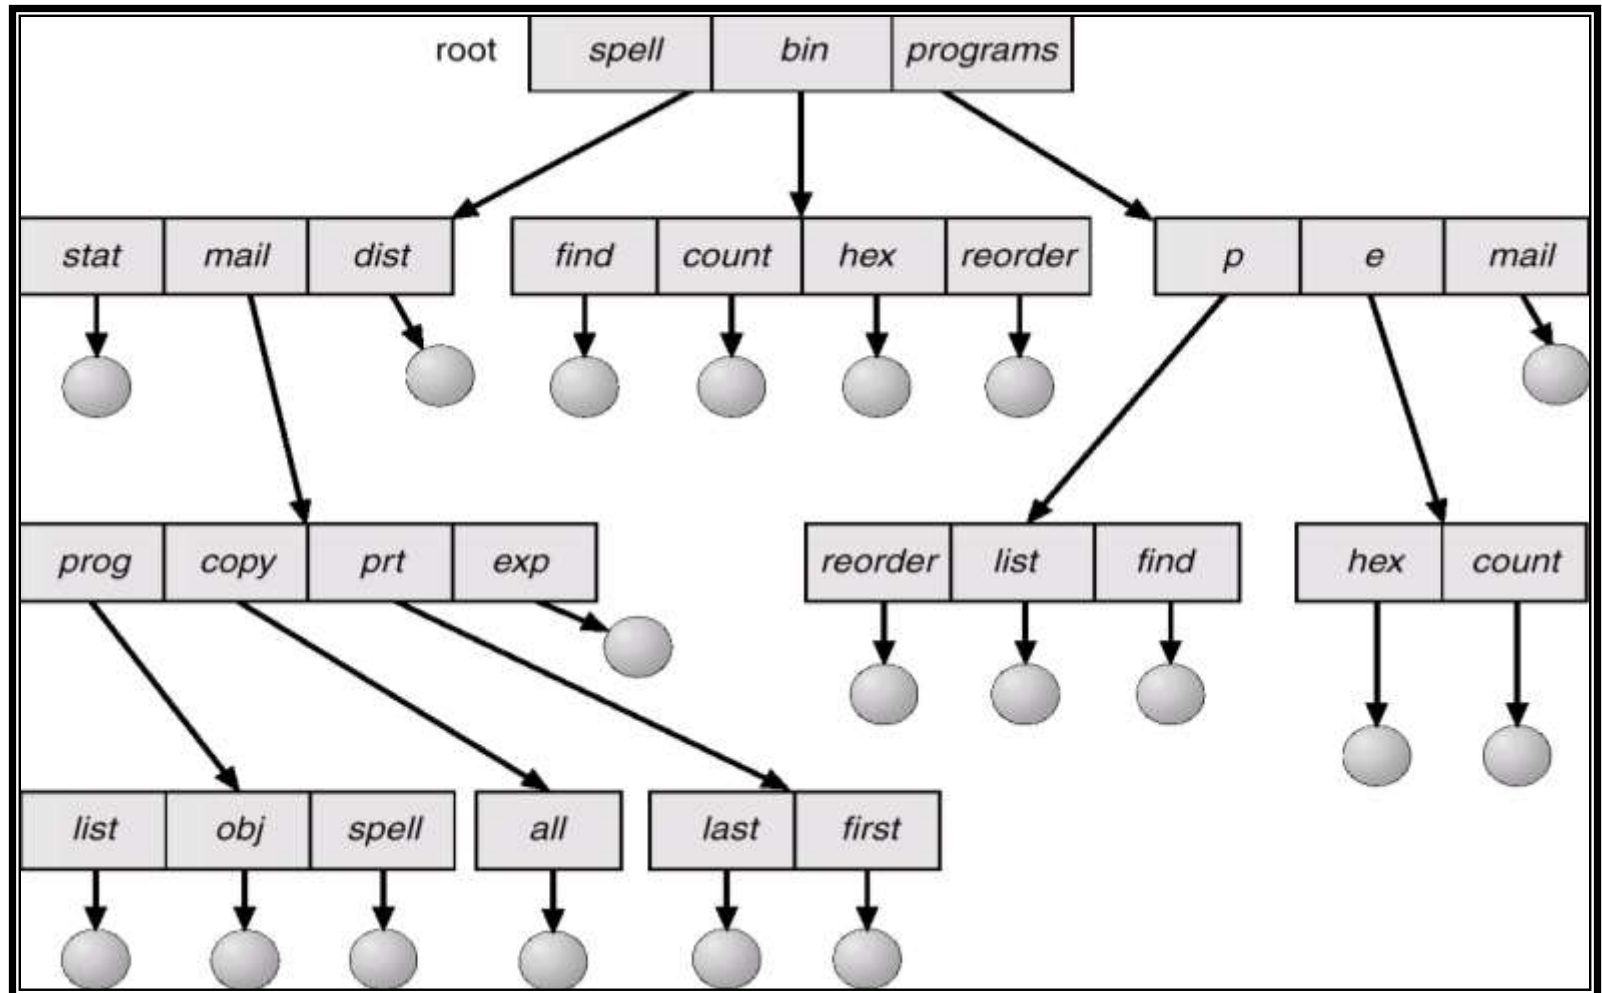 root spell bin programs
stat mail dist find count hex reorder p e mail
prog copy prt exp reorder list find hex count
list obj spell all last first